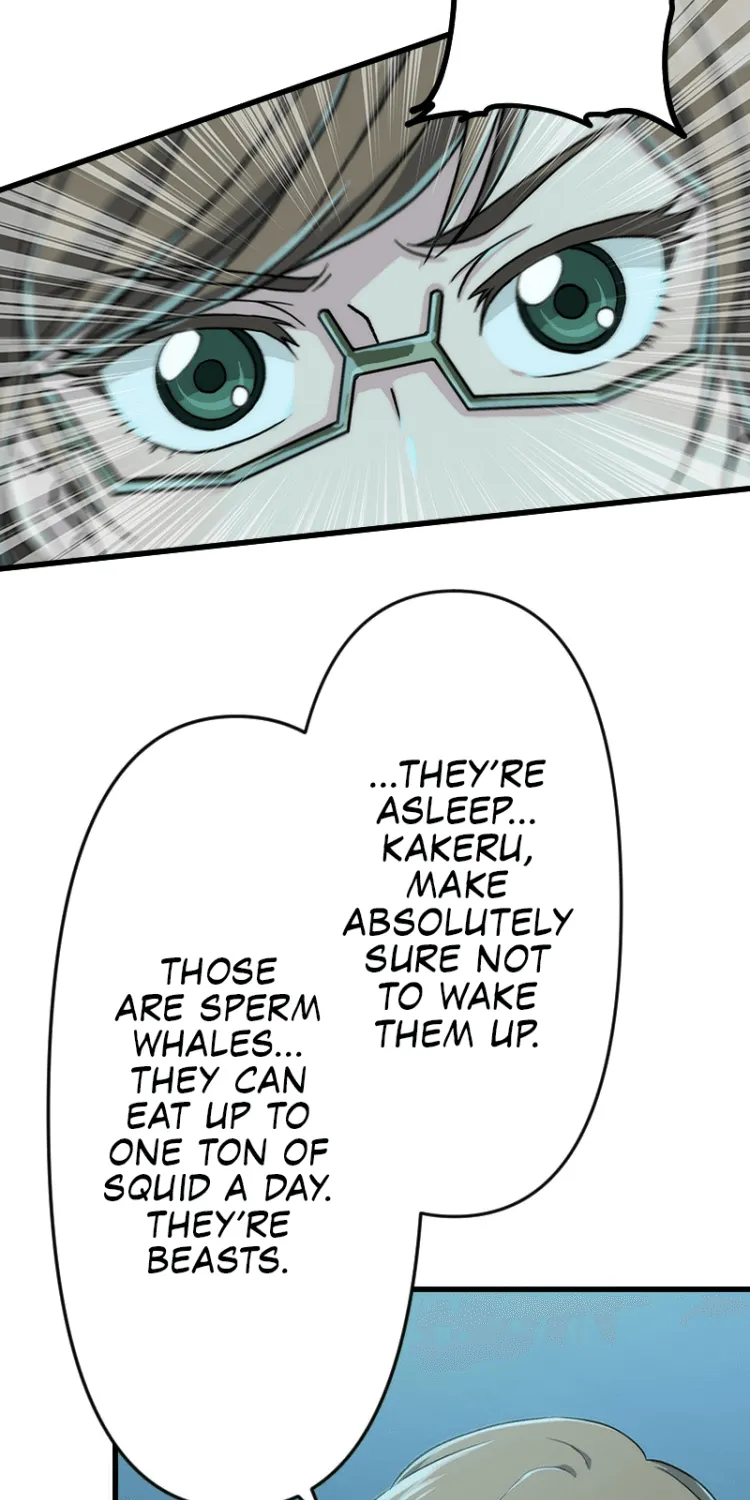 ...THEY'RE
ASLEEP...
KAKERU,
MAKE
ABSOLUTELY
SURE NOT
TO WAKE
THEM UP.
THOSE
ARE SPERM
WHALES...
THEY CAN
EAT UP TO
ONE TON OF
SQUID A DAY.
THEY'RE
BEASTS.